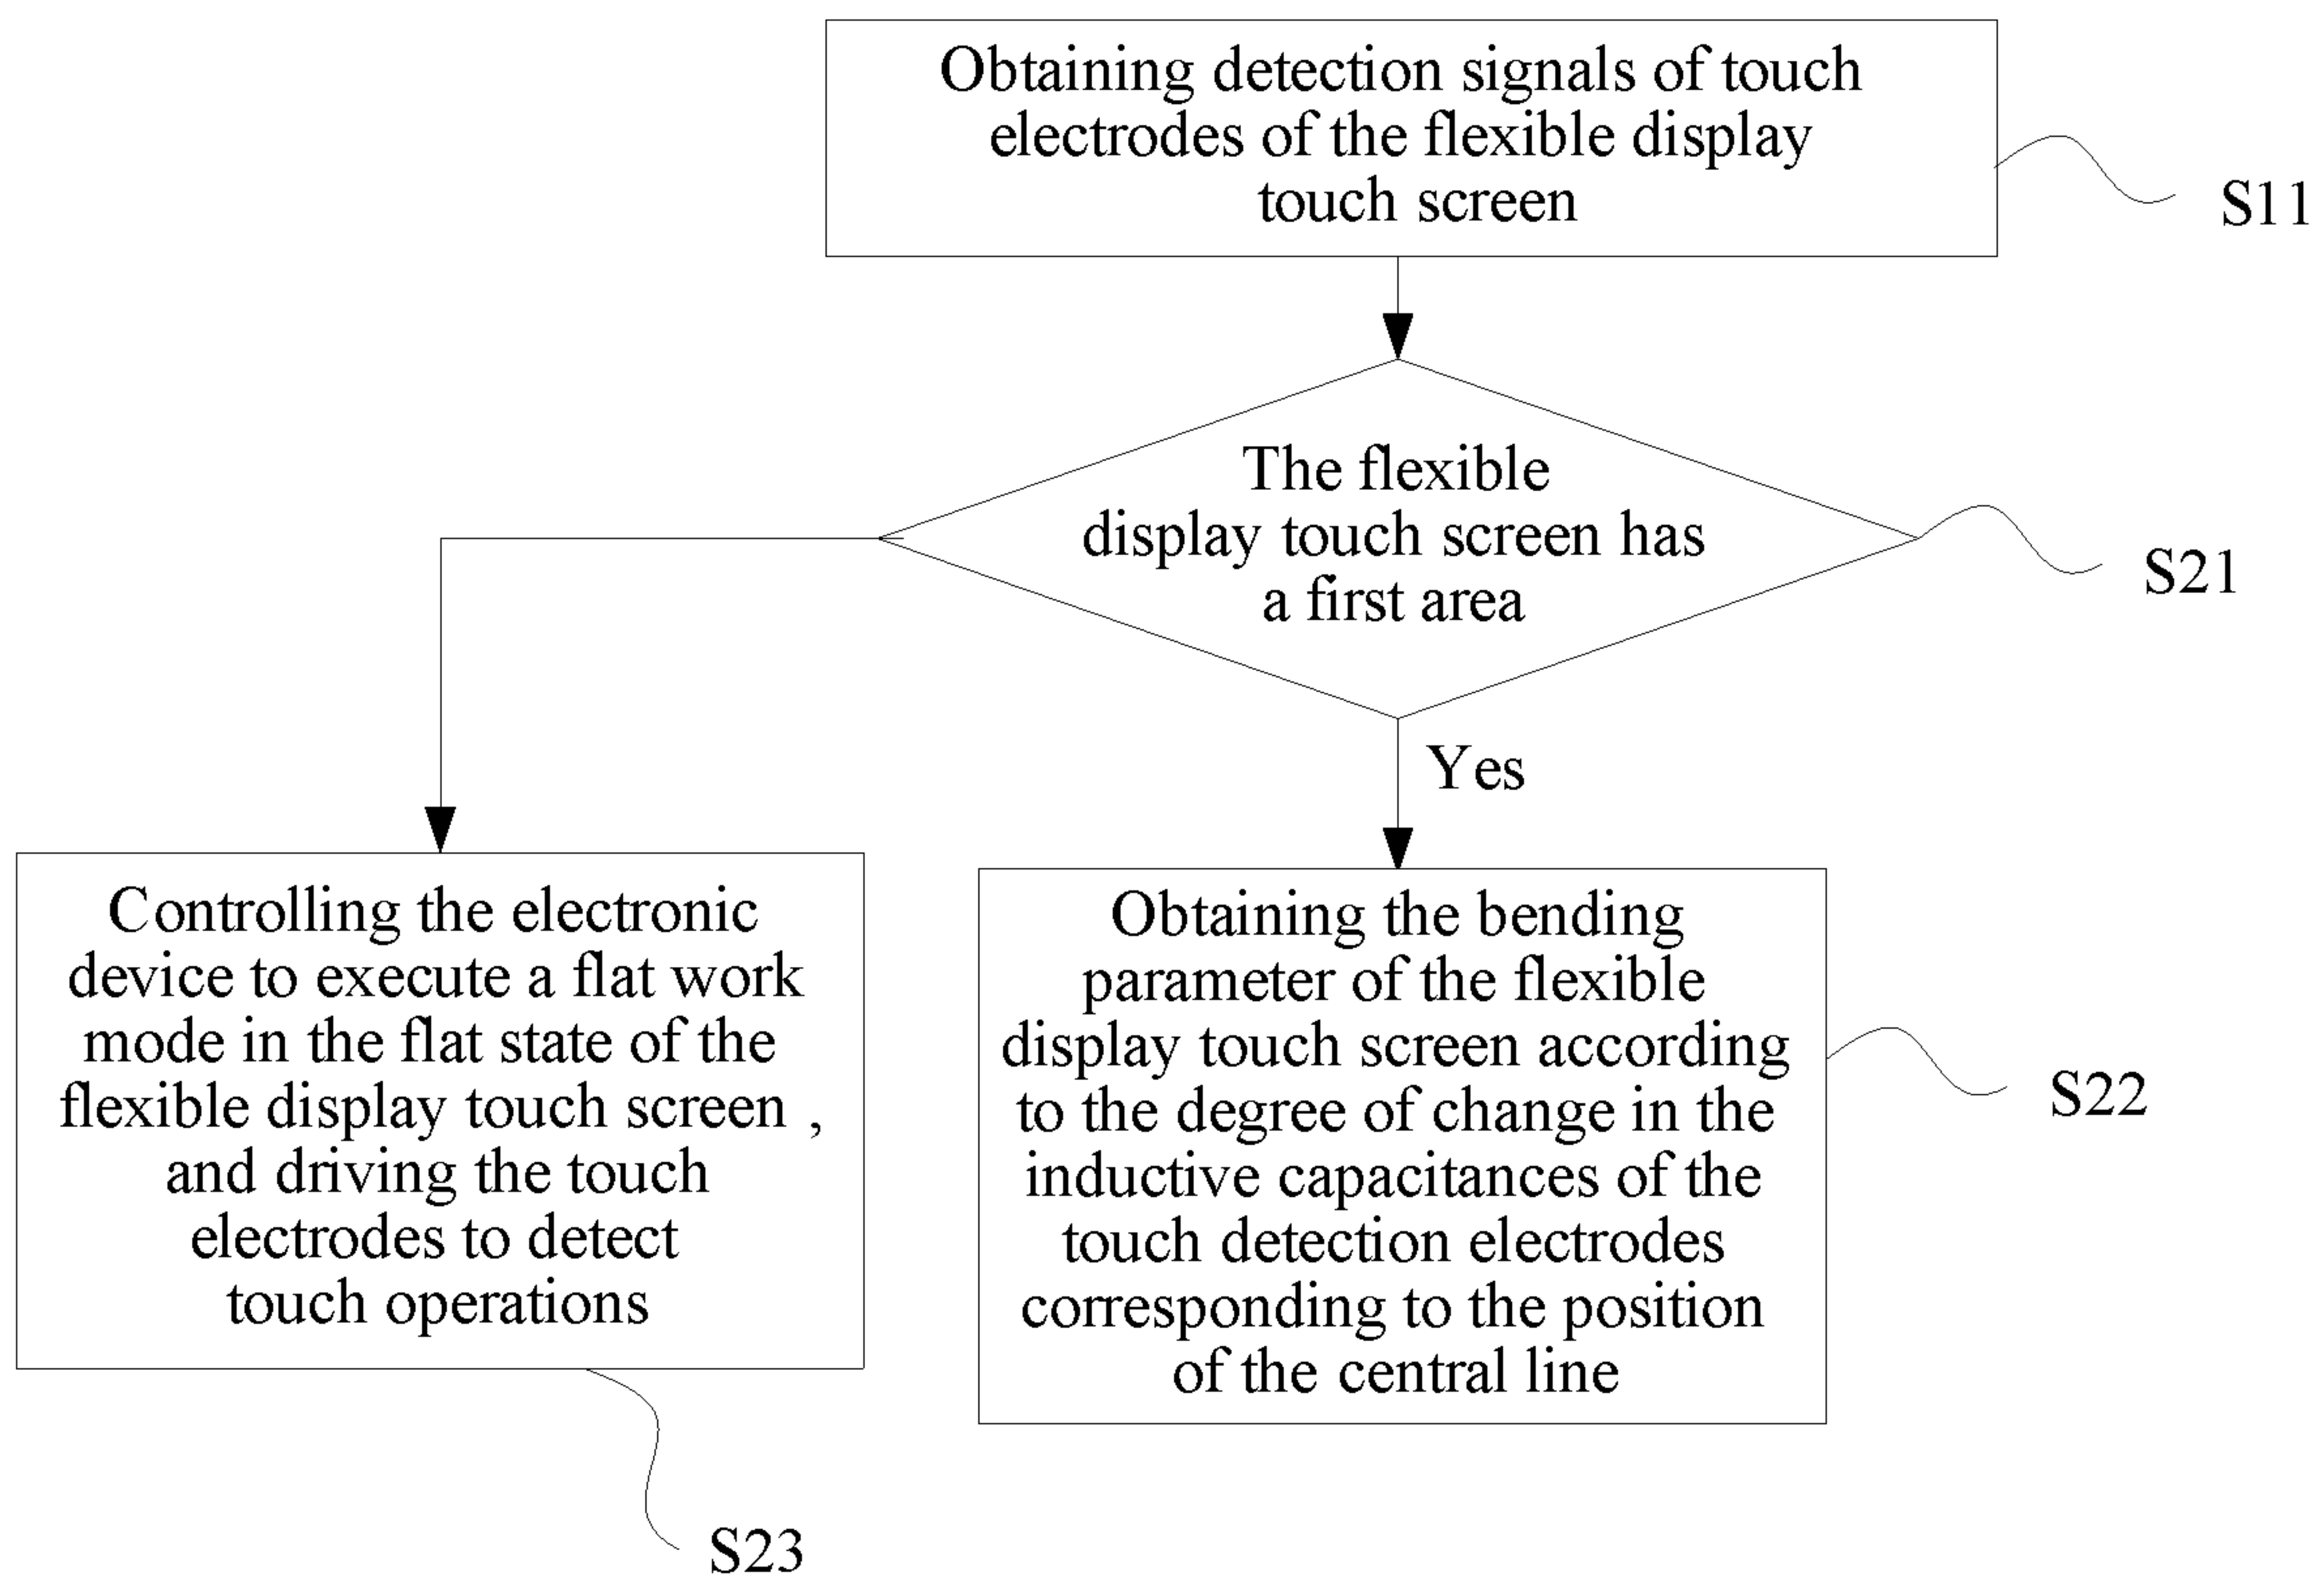 Obtaining detection signals of touch
electrodes of the flexible display
touch screen
S11
The flexible
display touch screen has
a first area
S21
Yes
Controlling the electronic
device to execute a flat work
mode in the flat state of the
flexible display touch screen ,
and driving the touch
electrodes to detect
touch operations
S23
Obtaining the bending
parameter of the flexible
display touch screen according
to the degree of change in the
inductive capacitances of the
touch detection electrodes
corresponding to the position
of the central line
S22